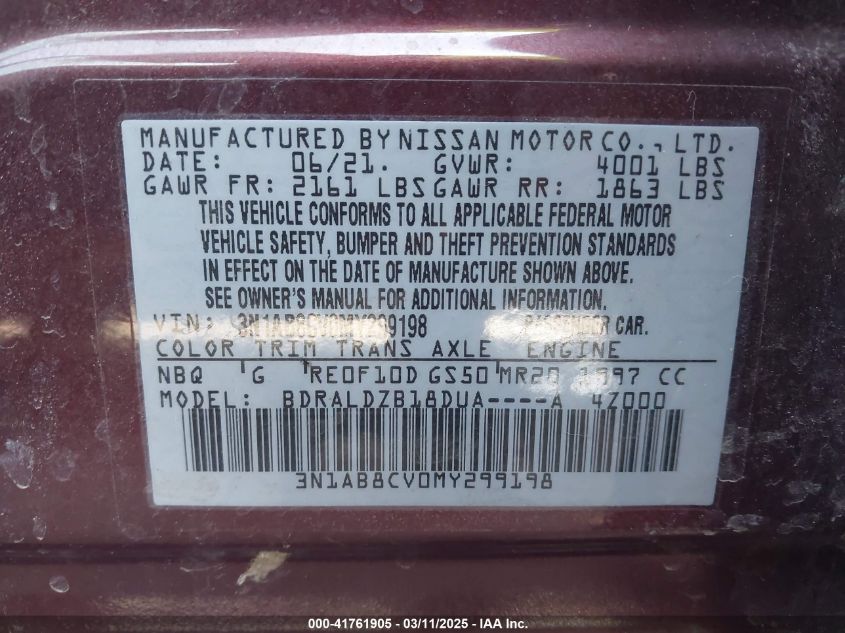 MANUFACTURED BY NISSAN MOTOR CO., LTD.
DATE: 06/21. GVWR: 4001 LBS
GAWR FR: 2161 LBS GAWR RR: 1863 LBS
THIS VEHICLE CONFORMS TO ALL APPLICABLE FEDERAL MOTOR
VEHICLE SAFETY, BUMPER AND THEFT PREVENTION STANDARDS
IN EFFECT ON THE DATE OF MANUFACTURE SHOWN ABOVE.
SEE OWNER'S MANUAL FOR ADDITIONAL INFORMATION.
VIN: 3N1AB8CV0MY299198 PASSENGER CAR.
COLOR TRIM TRANS AXLE ENGINE
NBQ G RE0F10D GS50 MR20 1997 CC
MODEL: BDRALDZB18DUA----A 4Z000
3N1AB8CV0MY299198
000-41761905 - 03/11/2025 - IAA Inc.